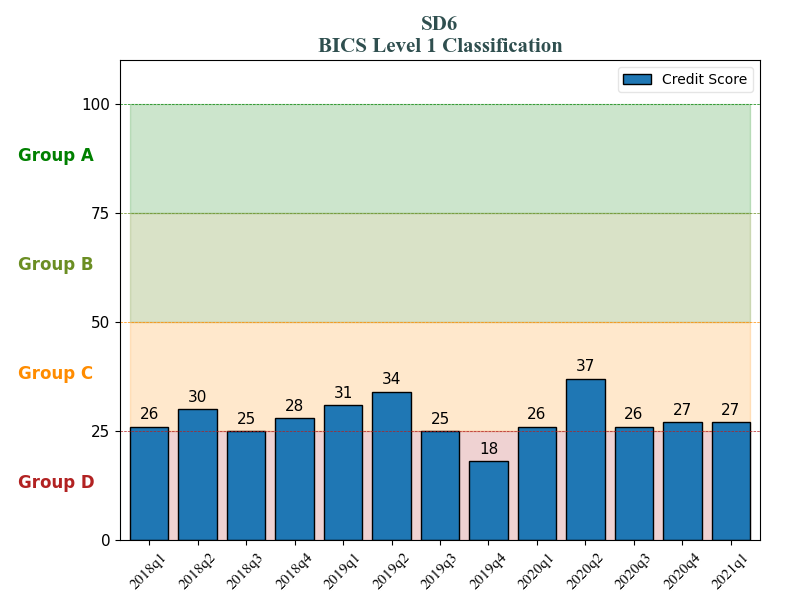 SD6
BICS Level 1 Classification
Credit Score
100
Group A
75
Group B
50
Group C
37
34
31
30
28
27
27
26
26
26
25
25
25
18
Group D
0
2018q1
2018q2
2018q3
2018q4
2019q1
2019q2
2019q3
2019q4
2020q1
2020q2
2020q3
2020q4
2021q1